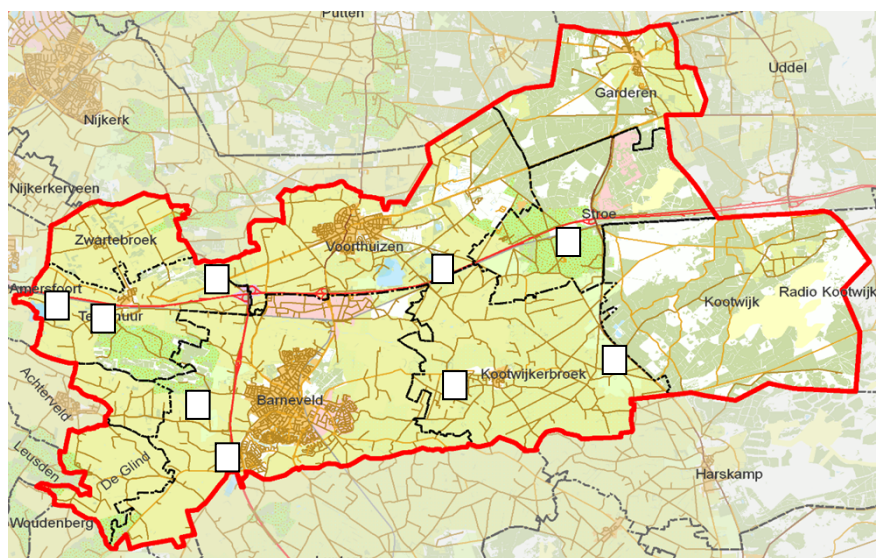 Putten
Uddel
Garderen
Nijkerk
Nijkerkerveen
Stroe
Zwartebroek
Voorthuizen
Amersfoort
Kootwijk
Radio Kootwijk
Kootwijkerbroek
Achterveld
Barneveld
Leusden
De Glind
Harskamp
Woudenberg